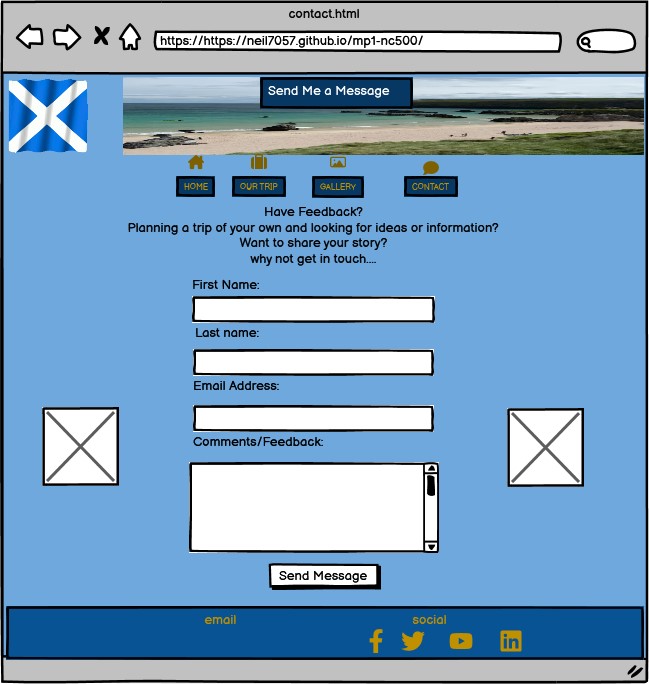 contact.html
https://https://neil7057.github.io/mp1-nc500/
Send Me a Message
HOME OUR TRIP GALLERY CONTACT
Have Feedback?
Planning a trip of your own and looking for ideas or information?
Want to share your story?
why not get in touch....
First Name:
Last name:
Email Address:
Comments/Feedback:
Send Message
email social